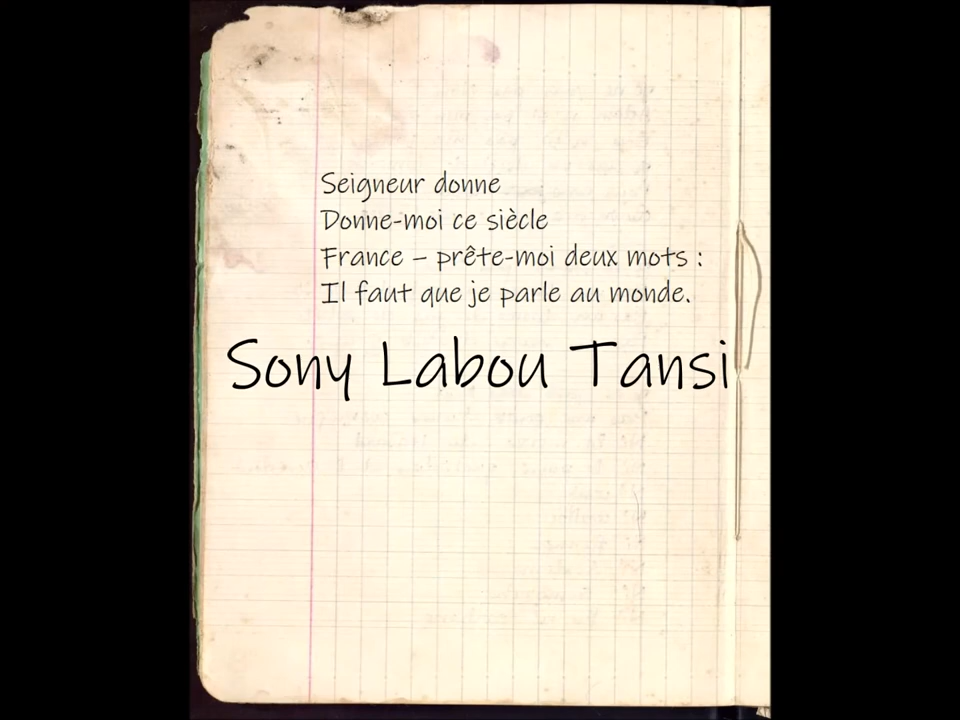 Seigneur donne
Donne-moi ce siècle
France – prête-moi deux mots :
Il faut que je parle au monde.
Sony Labou Tansi